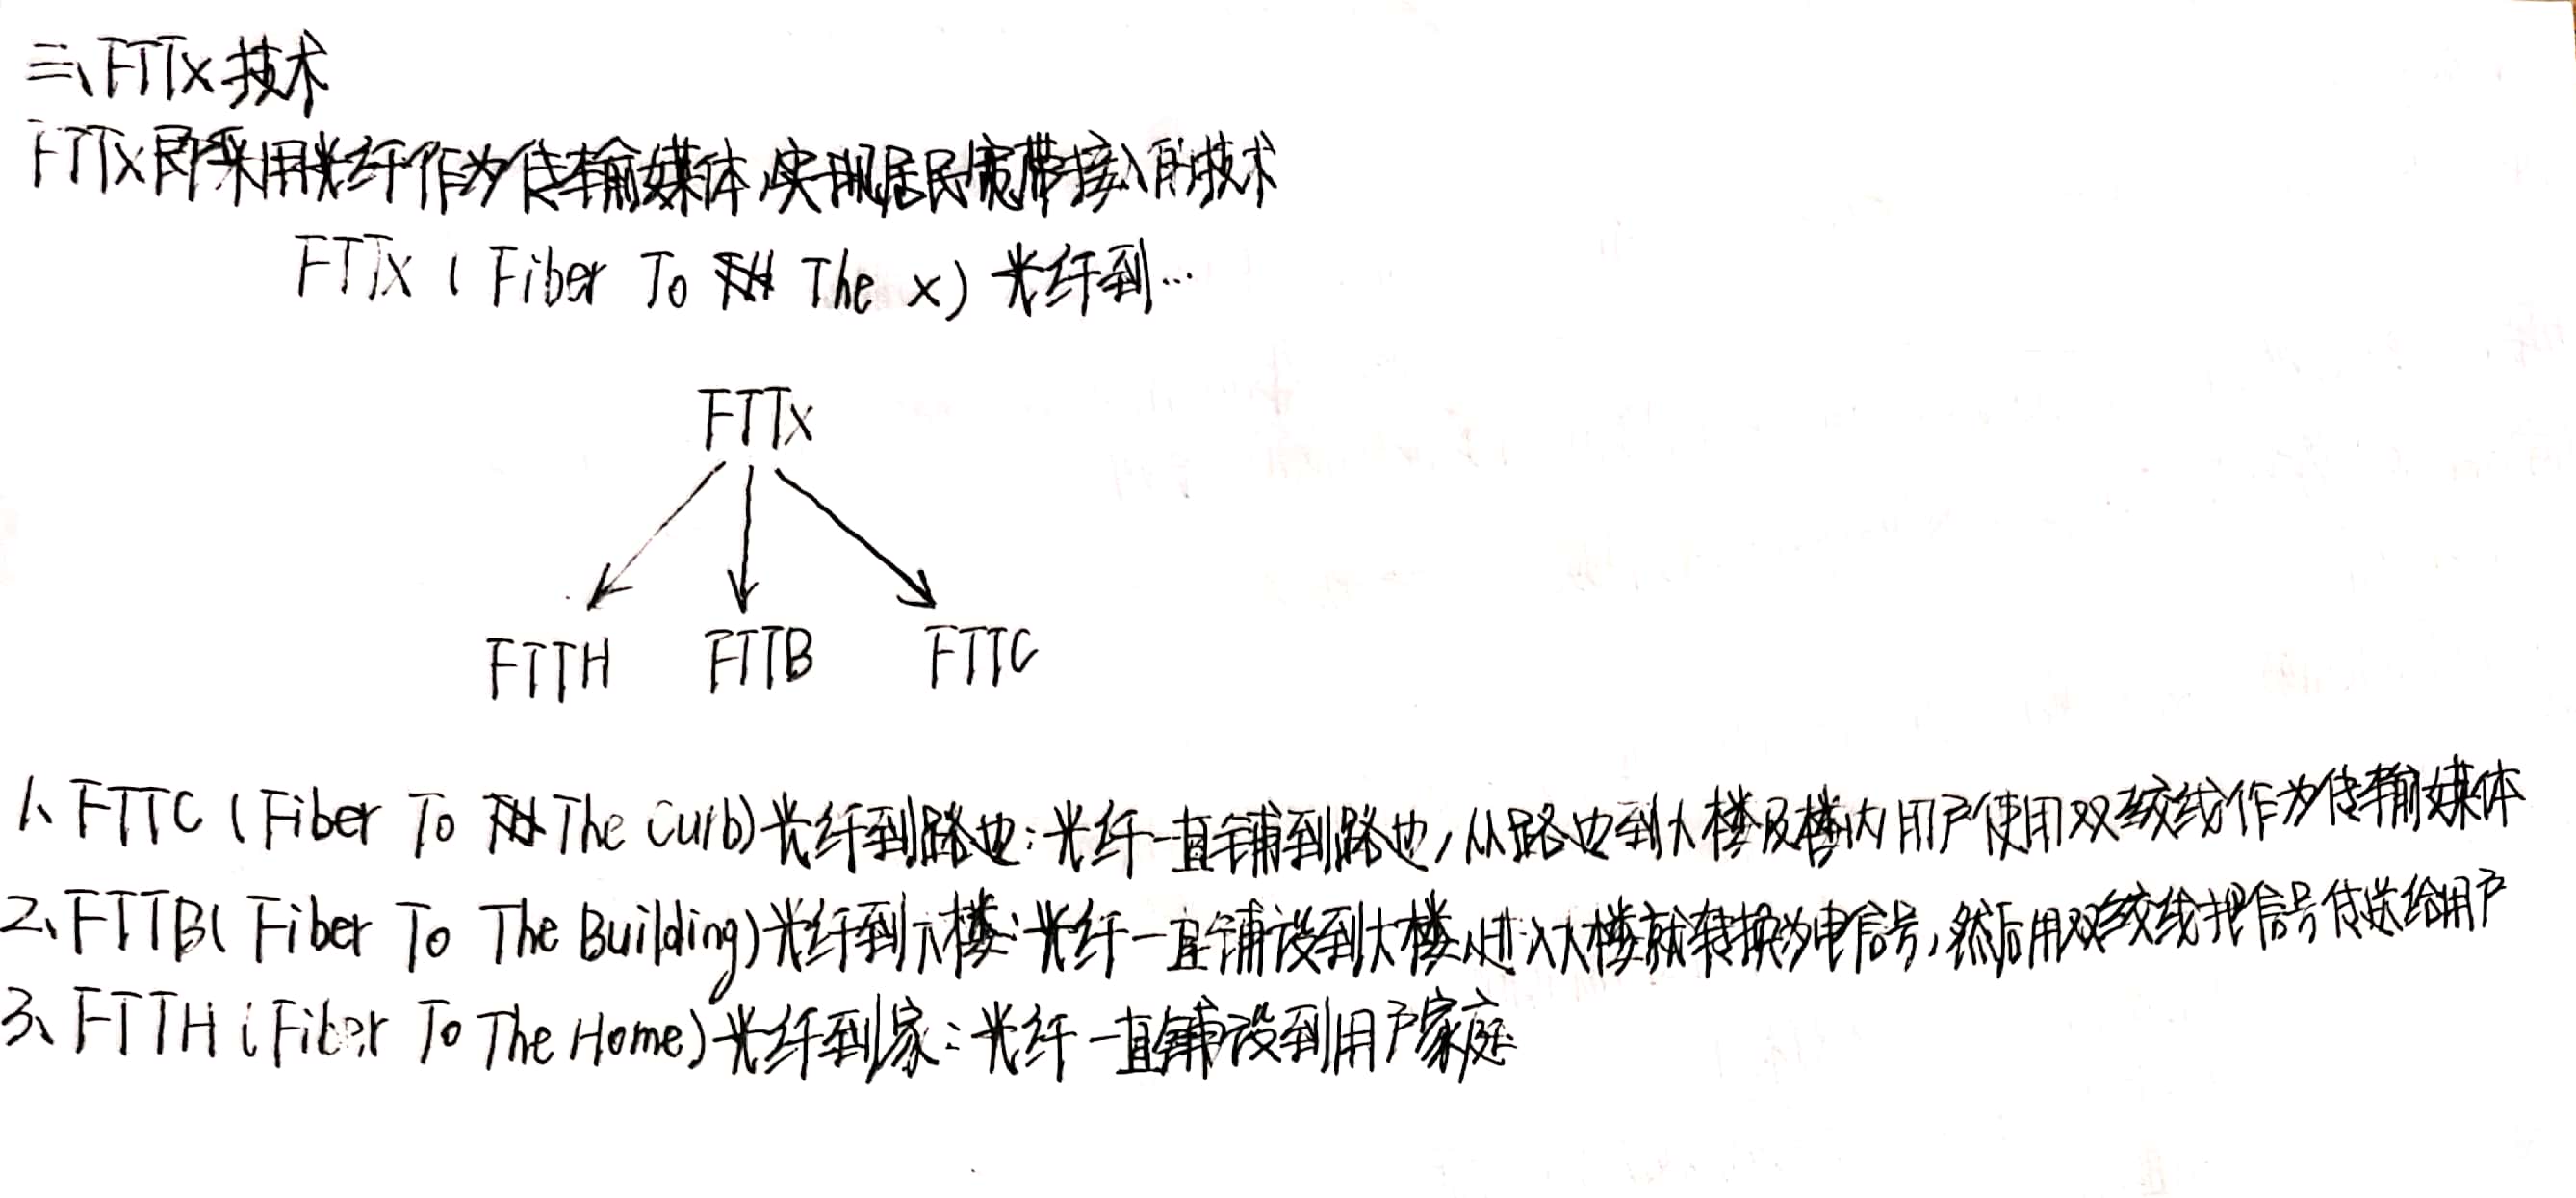 三、FTTx技术
FTTx即采用光纤作为传输媒体,实现居民宽带接入的技术
FTTx ( Fiber To The x) 光纤到…
FTTx
FTTH FTTB FTTC
1、FTTC (Fiber To The Curb)光纤到路边:光纤一直铺到路边,从路边到大楼及楼内用户使用双绞线作为传输媒体
2、FTTB( Fiber To The Building)光纤到大楼:光纤一直铺设到大楼,进入大楼就转换为电信号,然后用双绞线把信号传送给用户
3、FTTH (Fiber To The Home)光纤到家:光纤一直铺设到用户家庭